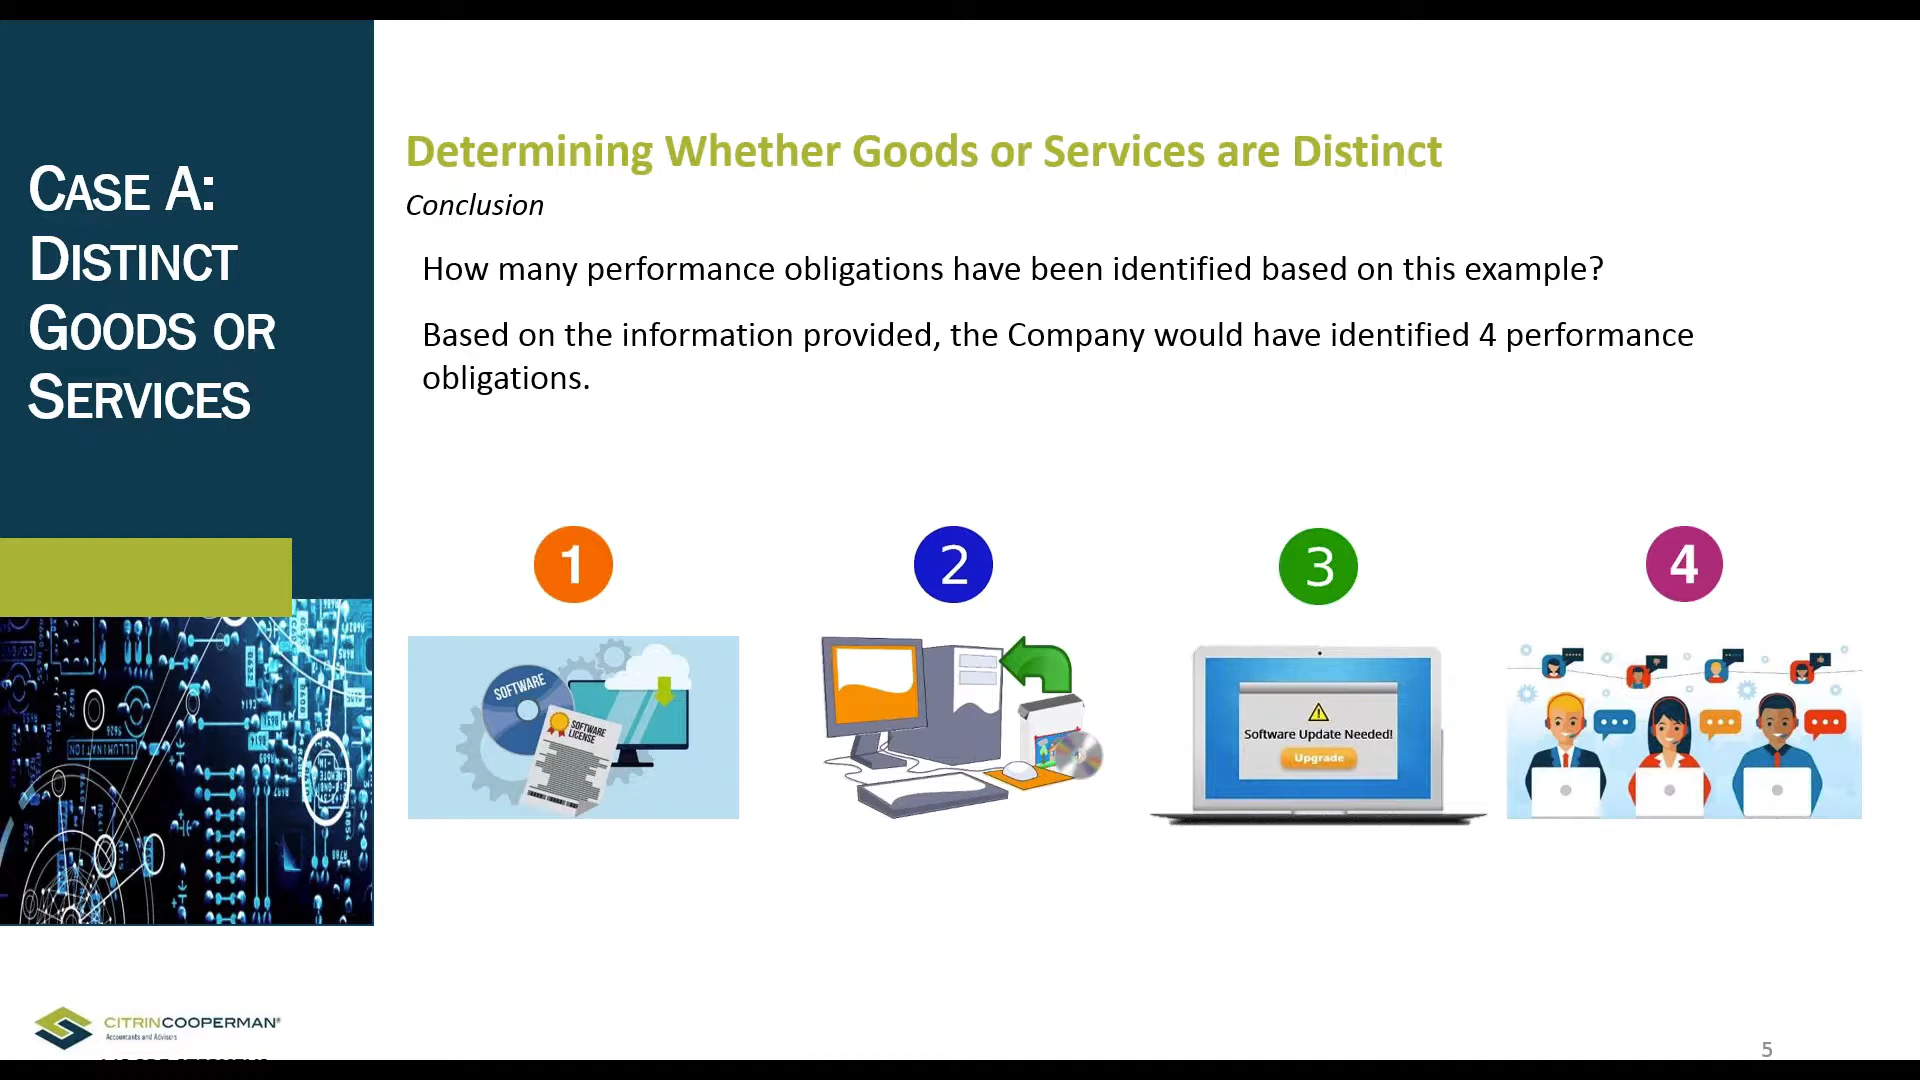 CASE A:
DISTINCT
GOODS OR
SERVICES
Determining Whether Goods or Services are Distinct
Conclusion
How many performance obligations have been identified based on this example?
Based on the information provided, the Company would have identified 4 performance
obligations.
1
2
3
4
SOFTWARE
SOFTWARE
LICENSE
Software Update Needed!
Upgrade
ILLUMINATION
CITRINCOOPERMAN®
Accountants and Advisors
5